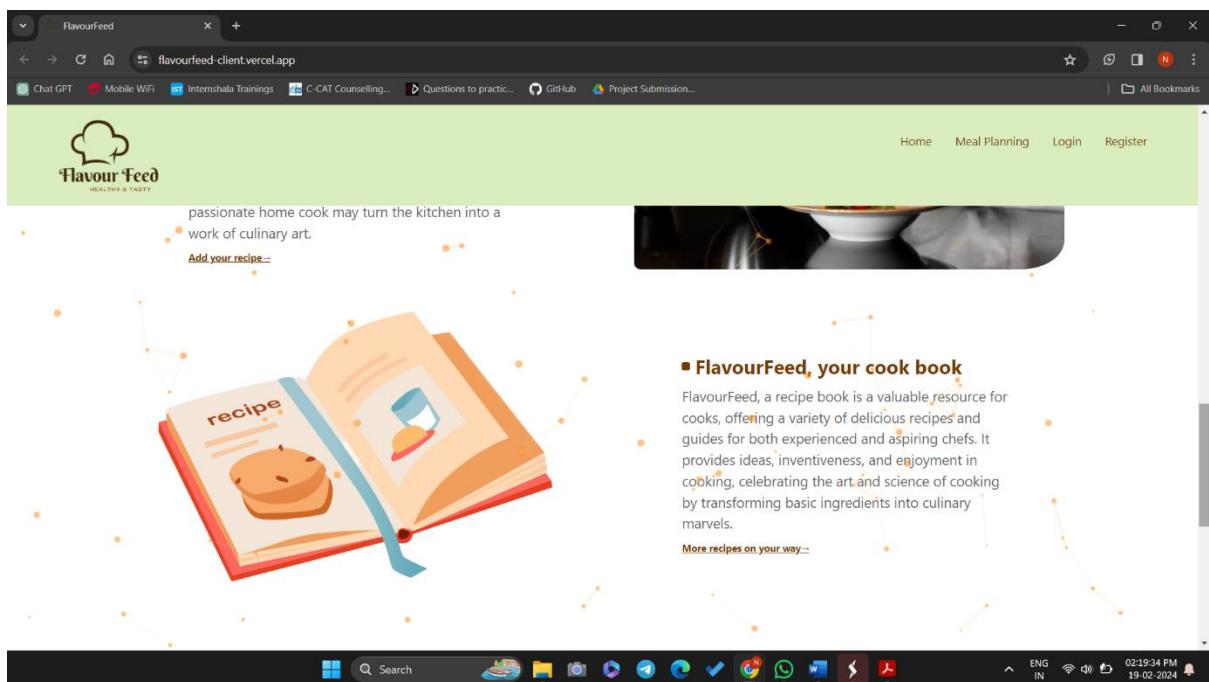 FlavourFeed
flavourfeed-client.vercel.app
N
Chat GPT Mobile WiFi IST Internshala Trainings C-CAT Counselling... Questions to practic... GitHub Project Submission... All Bookmarks
Flavour Feed
HEALTHY & TASTY
Home Meal Planning Login Register
passionate home cook may turn the kitchen into a
work of culinary art.
Add your recipe→
recipe
FlavourFeed, your cook book
FlavourFeed, a recipe book is a valuable resource for
cooks, offering a variety of delicious recipes and
guides for both experienced and aspiring chefs. It
provides ideas, inventiveness, and enjoyment in
cooking, celebrating the art and science of cooking
by transforming basic ingredients into culinary
marvels.
More recipes on your way→
Search
ENG
IN
02:19:34 PM
19-02-2024